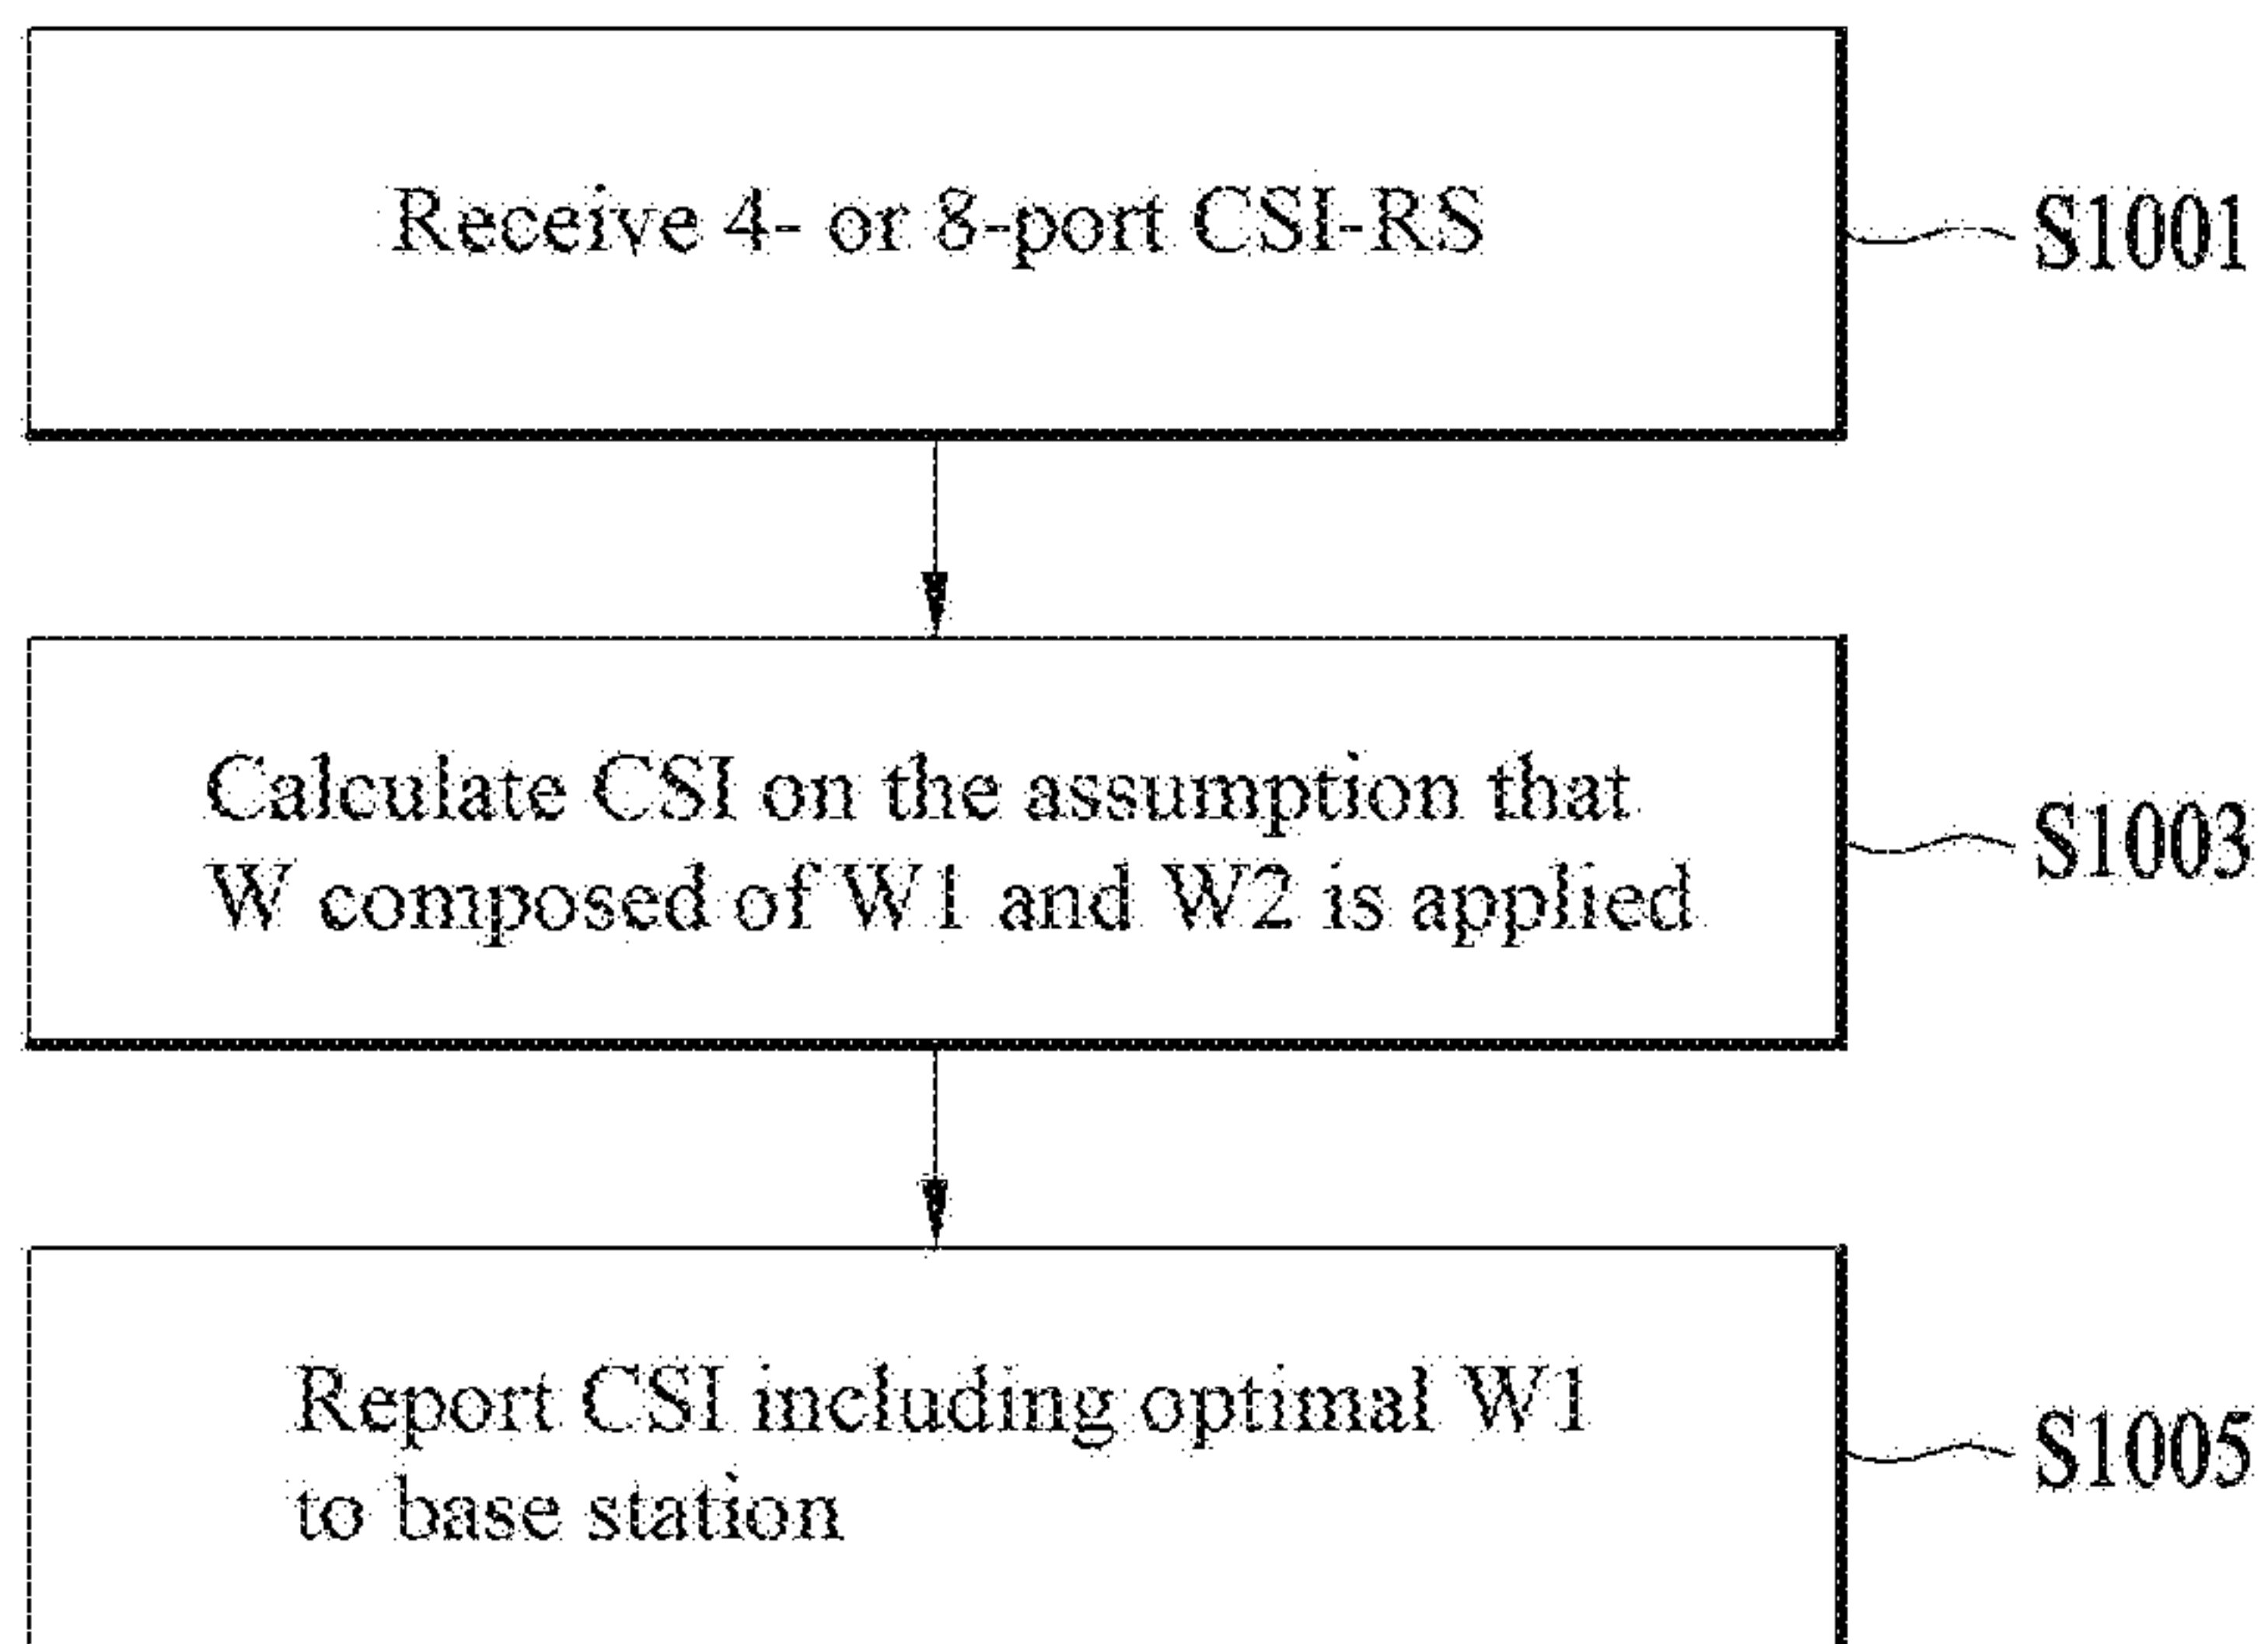 Receive 4- or 8-port CSI-RS
S1001
Calculate CSI on the assumption that
W composed of W1 and W2 is applied
S1003
Report CSI including optimal W1
to base station
S1005